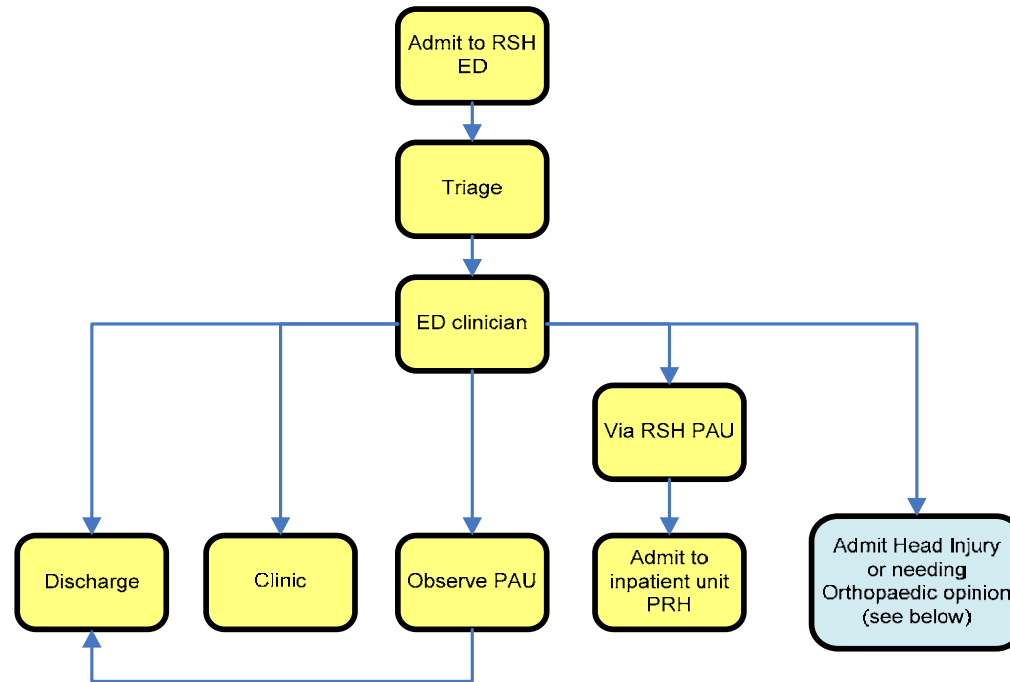 Admit to RSH
ED
Triage
ED clinician
Via RSH PAU
Discharge
Clinic
Observe PAU
Admit to
inpatient unit
PRH
Admit Head Injury
or needing
Orthopaedic opinion
(see below)